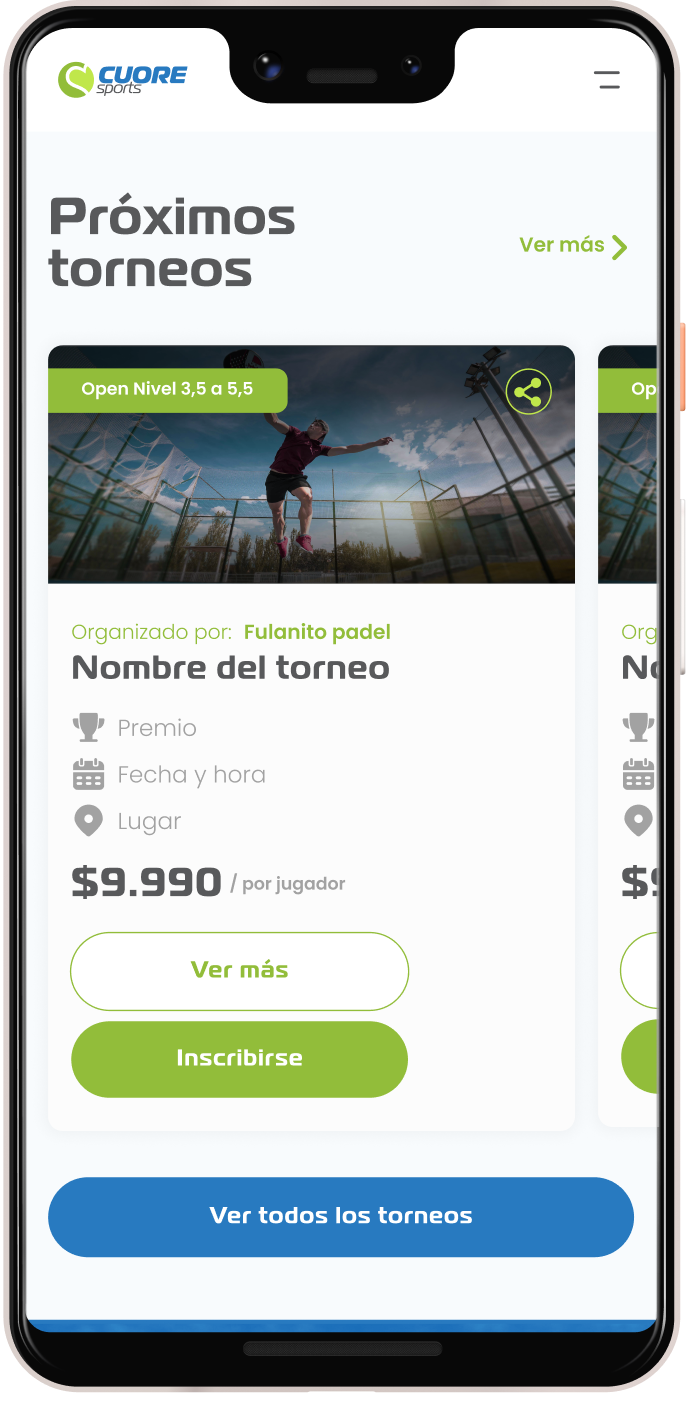 CUORE
sports
Próximos
torneos
Ver más
Open Nivel 3,5 a 5,5
Op
Organizado por: Fulanito padel
Org
Nombre del torneo
No
Premio
Fecha y hora
Lugar
$9.990 / por jugador
$9
Ver más
Inscribirse
Ver todos los torneos